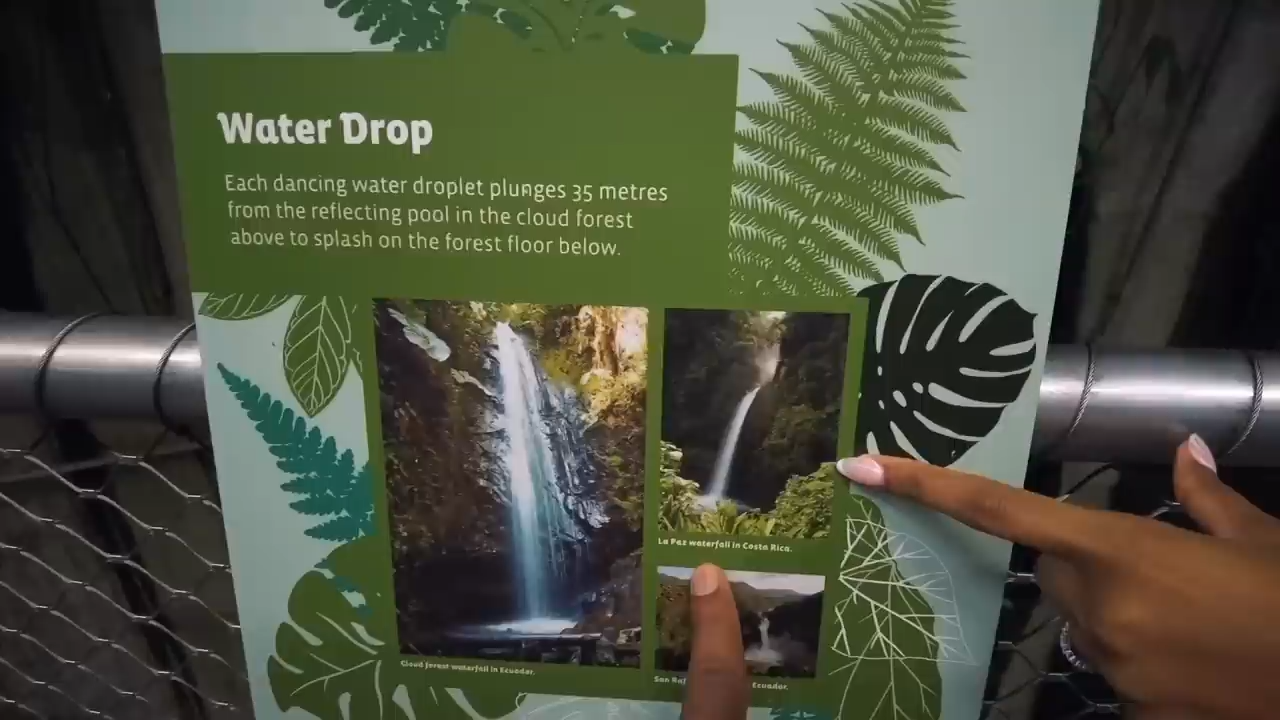 Water Drop
Each dancing water droplet plunges 35 metres
from the reflecting pool in the cloud forest
above to splash on the forest floor below.
La Paz waterfall in Costa Rica.
Cloud forest waterfall in Ecuador.
San Ecuador.